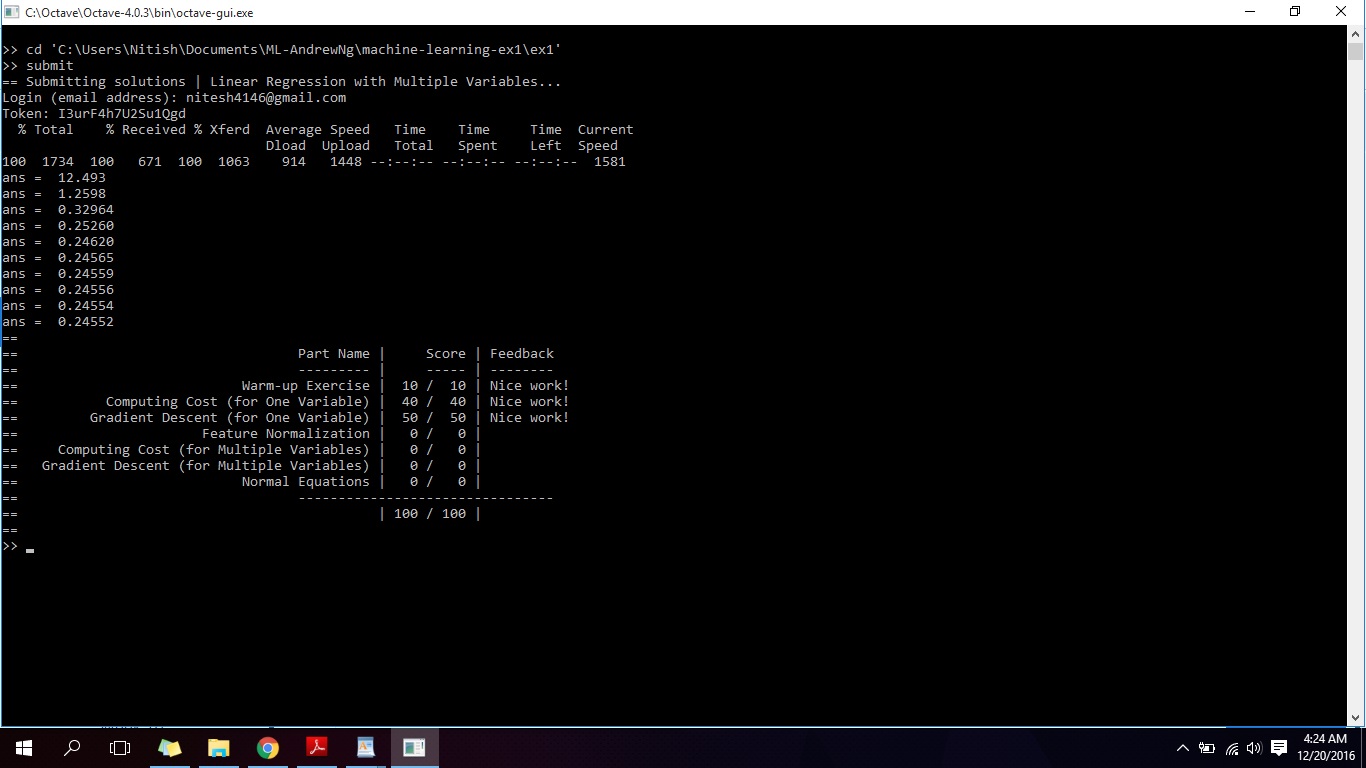 C:\Octave\Octave-4.0.3\bin\octave-gui.exe
>> cd 'C:\Users\Nitish\Documents\ML-AndrewNg\machine-learning-ex1\ex1'
>> submit
== Submitting solutions | Linear Regression with Multiple Variables...
Login (email address): nitesh4146@gmail.com
Token: I3urF4h7U2Su1Qgd
  % Total    % Received % Xferd  Average Speed   Time    Time     Time  Current
                                 Dload  Upload   Total   Spent    Left  Speed
100  1734  100   671  100  1063    914   1448 --:--:-- --:--:-- --:--:--  1581
ans =  12.493
ans =  1.2598
ans =  0.32964
ans =  0.25260
ans =  0.24620
ans =  0.24565
ans =  0.24559
ans =  0.24556
ans =  0.24554
ans =  0.24552
==
==                                   Part Name |     Score | Feedback
==                                   --------- |     ----- | --------
==                            Warm-up Exercise |  10 /  10 | Nice work!
==           Computing Cost (for One Variable) |  40 /  40 | Nice work!
==         Gradient Descent (for One Variable) |  50 /  50 | Nice work!
==                       Feature Normalization |   0 /   0 |
==     Computing Cost (for Multiple Variables) |   0 /   0 |
==   Gradient Descent (for Multiple Variables) |   0 /   0 |
==                            Normal Equations |   0 /   0 |
==                                   --------------------------------
==                                             | 100 / 100 |
==
>>
4:24 AM
12/20/2016